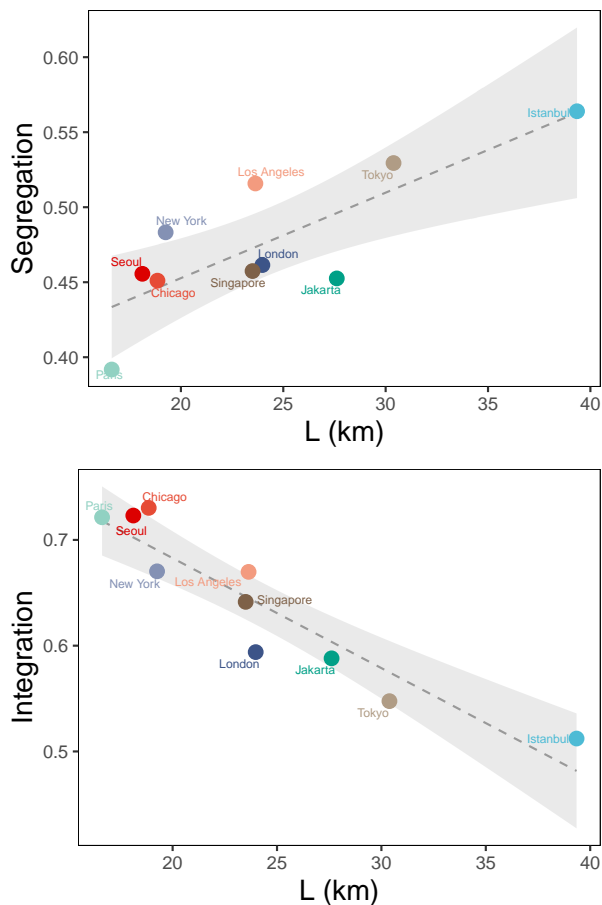 0.60
0.55
0.50
0.45
0.40
Segregation
Istanbul
Tokyo
Los Angeles
New York
London
Seoul
Singapore
Chicago
Jakarta
Paris
20 25 30 35 40
L (km)
0.7
0.6
0.5
Integration
Chicago
Paris
Seoul
New York
Los Angeles
Singapore
London
Jakarta
Tokyo
Istanbul
20 25 30 35 40
L (km)